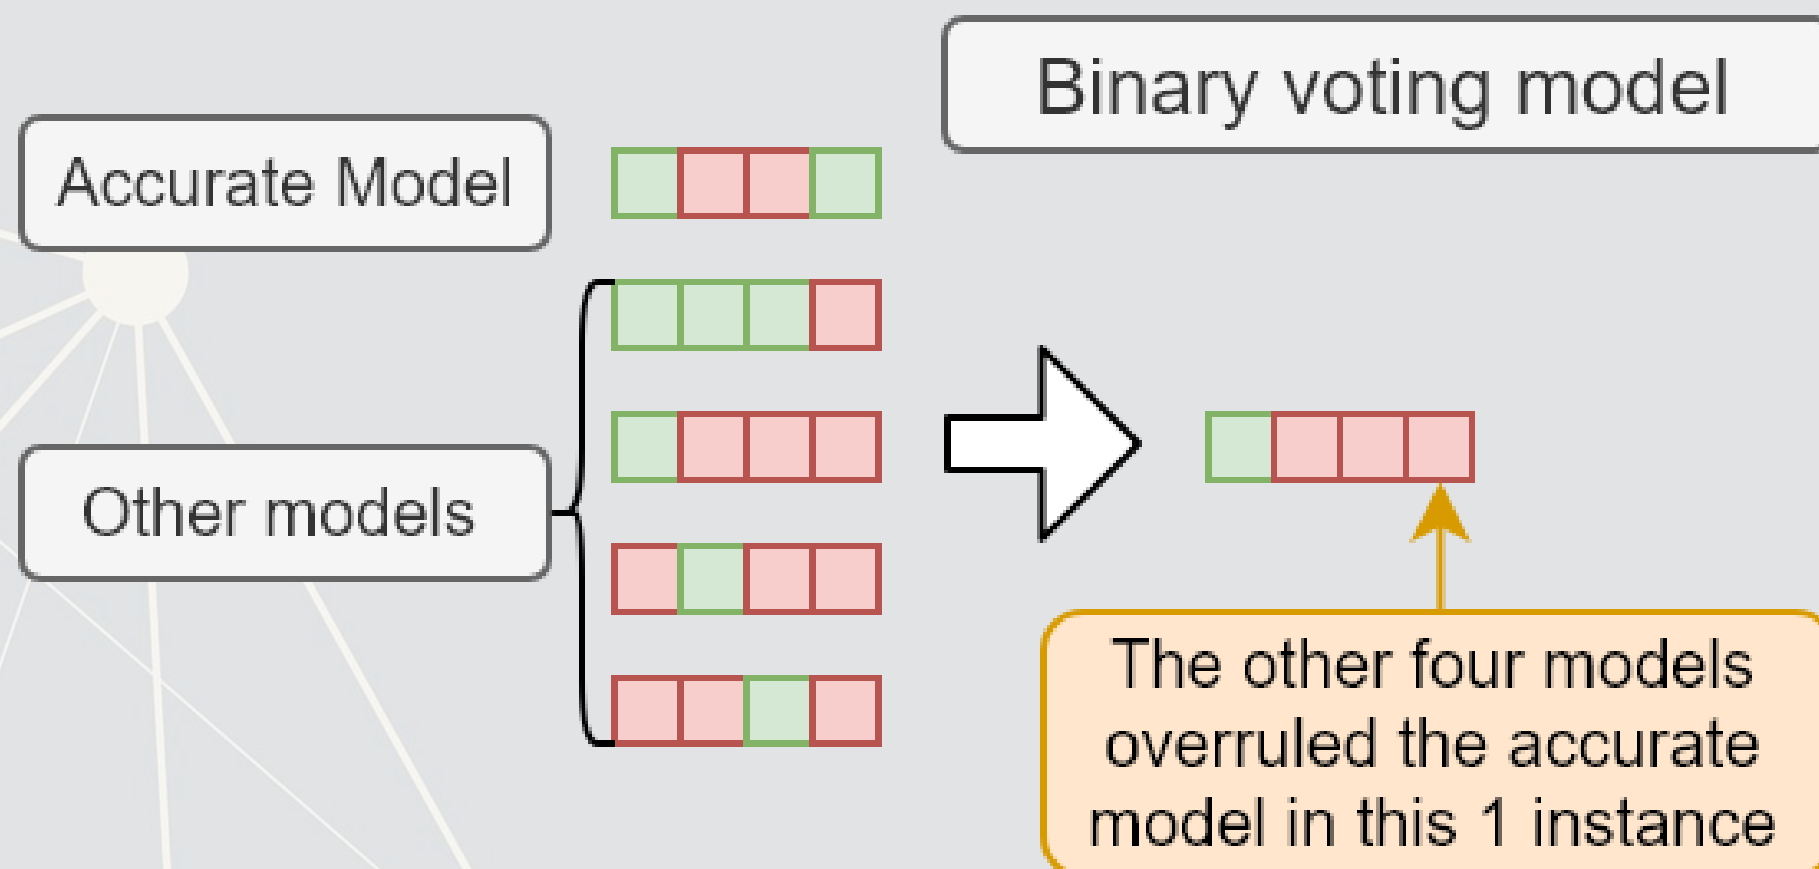 Binary voting model
Accurate Model
Other models
The other four models
overruled the accurate
model in this 1 instance